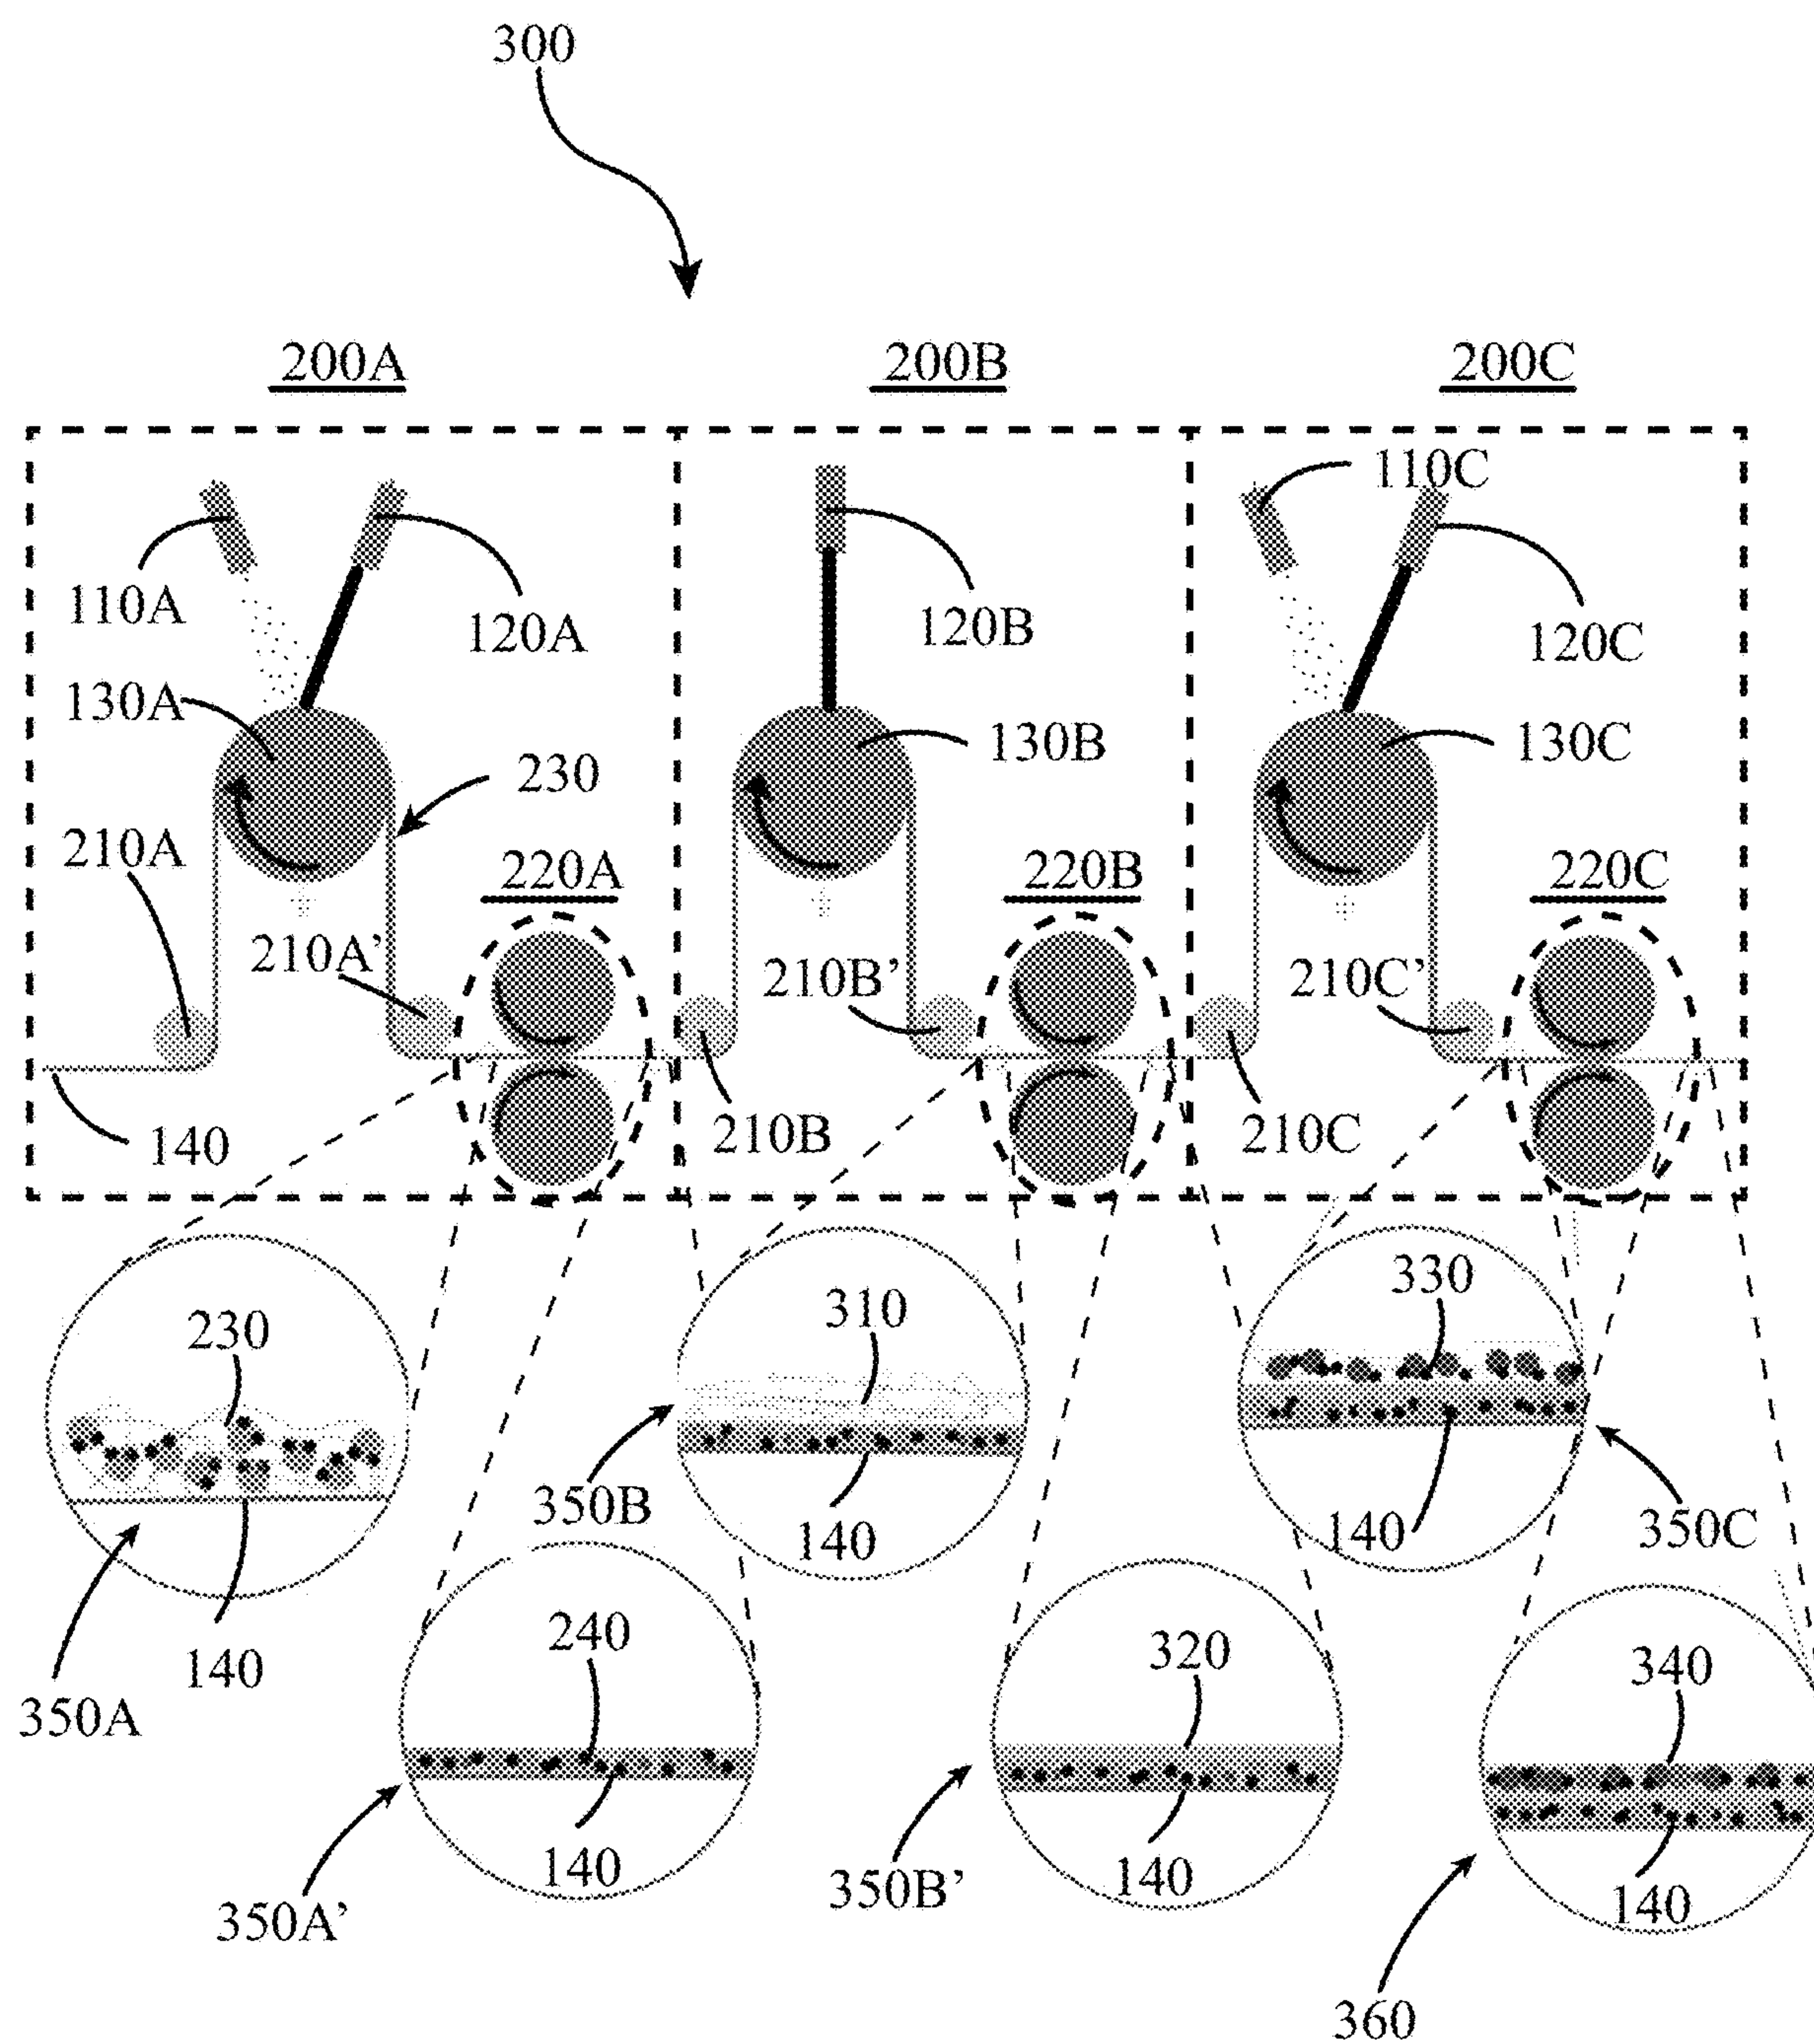 300
200A 200B 200C
110C
110A 120A 120B 120C
130A 130B 130C
230
210A 220A 220B 220C
210A’ 210B’ 210C’
140 210B 210C
230 310 330
350B 140 140 350C
140 240 320 340
350A
140 350B’ 140 140
350A’
360